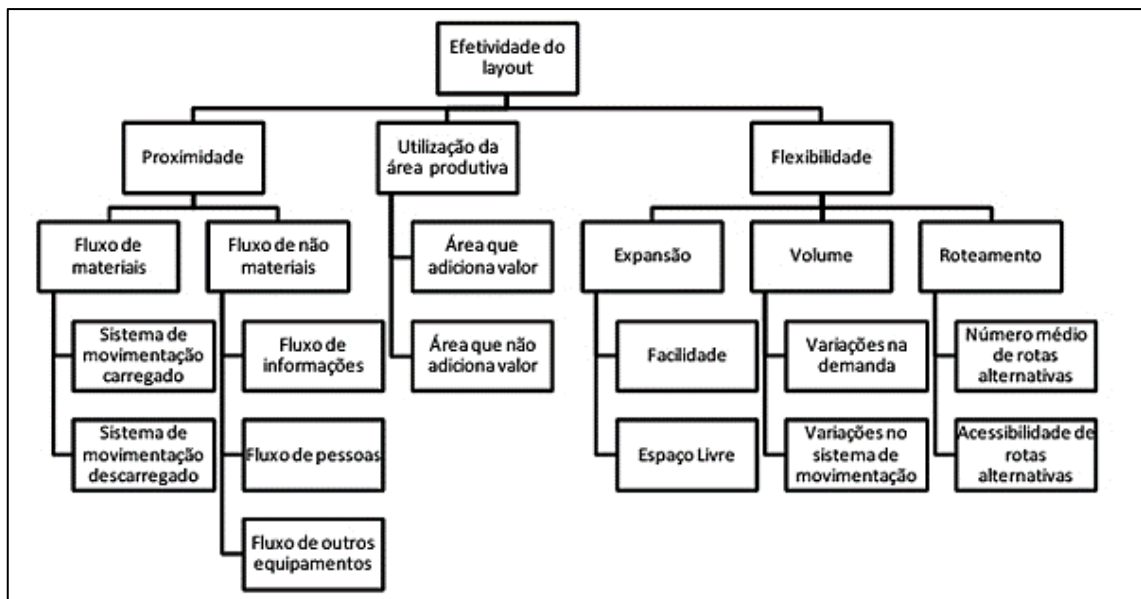 Efetividade do
layout
Proximidade
Utilização da
área produtiva
Flexibilidade
Fluxo de
materiais
Fluxo de não
materiais
Área que
adiciona valor
Expansão
Volume
Roteamento
Sistema de
movimentação
carregado
Fluxo de
informações
Área que não
adiciona valor
Facilidade
Variações na
demanda
Número médio
de rotas
alternativas
Sistema de
movimentação
descarregado
Fluxo de pessoas
Espaço Livre
Variações no
sistema de
movimentação
Acessibilidade de
rotas
alternativas
Fluxo de outros
equipamentos